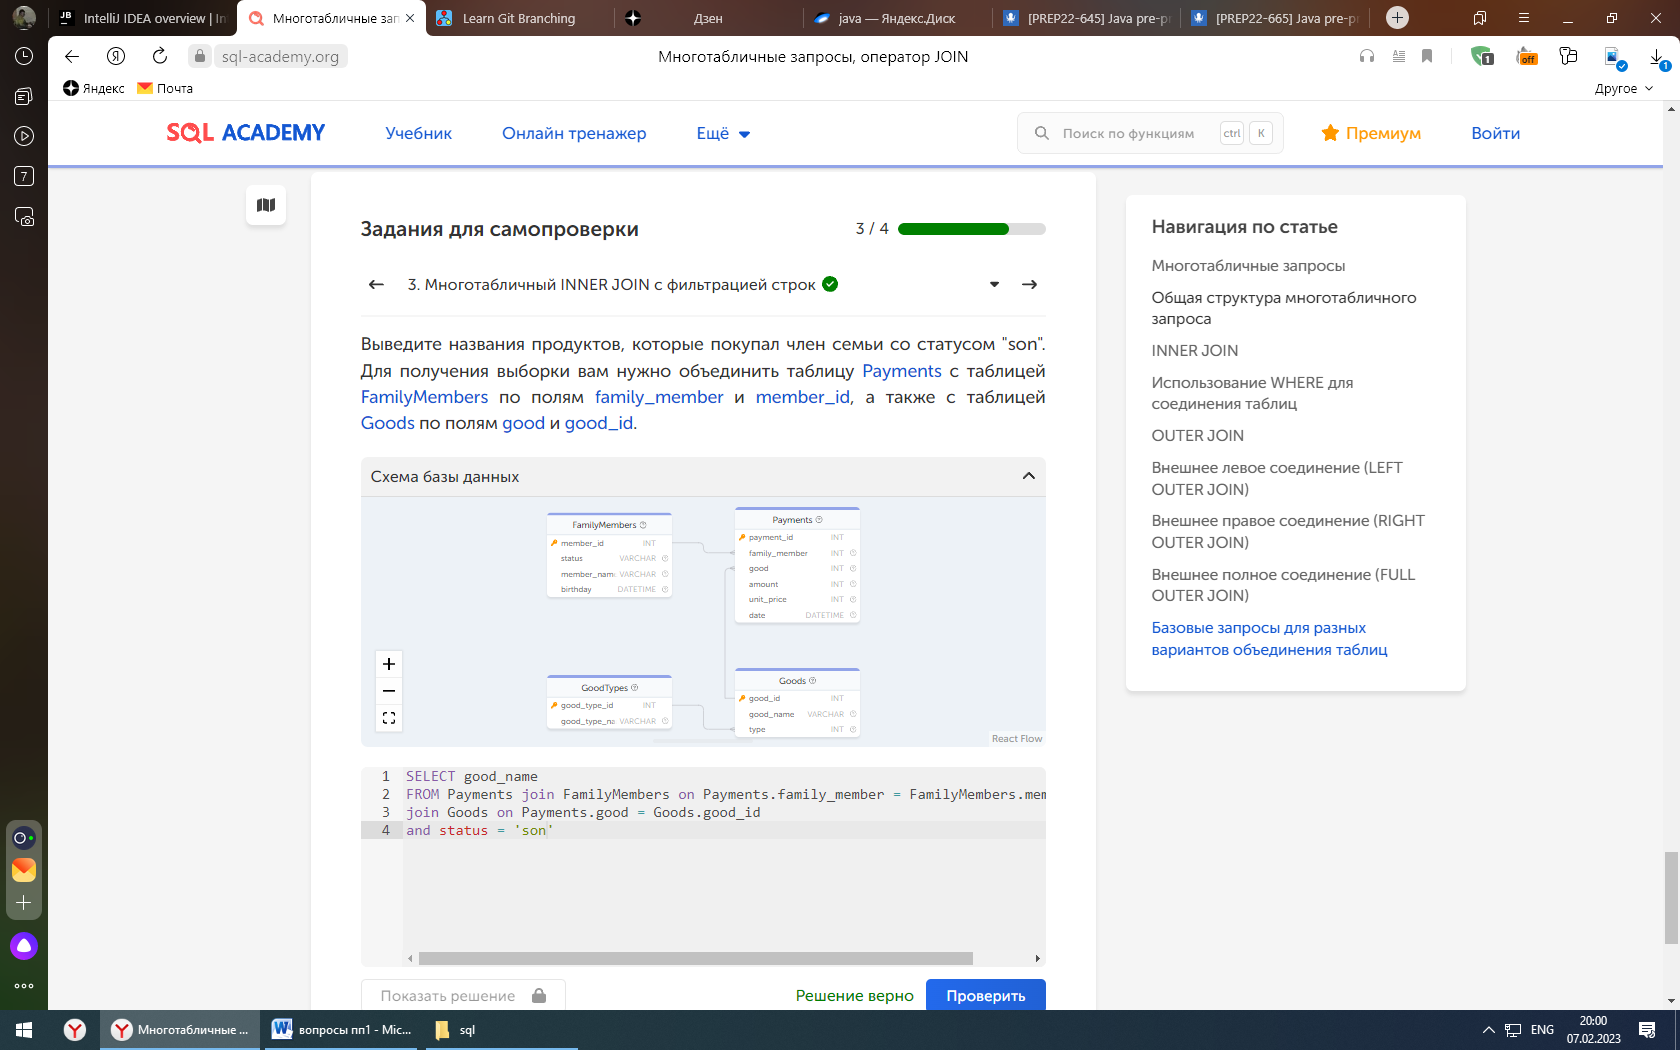 IntelliJ IDEA overview | In
Многотабличные зап
Learn Git Branching
Дзен
java — Яндекс.Диск
[PREP22-645] Java pre-pr
[PREP22-665] Java pre-pr
sql-academy.org
Многотабличные запросы, оператор JOIN
1
off
1
Яндекс
Почта
Другое
7
SQL ACADEMY
Учебник
Онлайн тренажер
Ещё
Поиск по функциям
ctrl
K
Премиум
Войти
Задания для самопроверки
3 / 4
3. Многотабличный INNER JOIN с фильтрацией строк
Выведите названия продуктов, которые покупал член семьи со статусом "son".
Для получения выборки вам нужно объединить таблицу Payments с таблицей
FamilyMembers по полям family_member и member_id, а также с таблицей
Goods по полям good и good_id.
Схема базы данных
FamilyMembers
member_id INT
status VARCHAR
member_nam VARCHAR
birthday DATETIME
Payments
payment_id INT
family_member INT
good INT
amount INT
unit_price INT
date DATETIME
GoodTypes
good_type_id INT
good_type_na VARCHAR
Goods
good_id INT
good_name VARCHAR
type INT
React Flow
1 SELECT good_name
2 FROM Payments join FamilyMembers on Payments.family_member = FamilyMembers.mem
3 join Goods on Payments.good = Goods.good_id
4 and status = 'son'
Показать решение
Решение верно
Проверить
Навигация по статье
Многотабличные запросы
Общая структура многотабличного
запроса
INNER JOIN
Использование WHERE для
соединения таблиц
OUTER JOIN
Внешнее левое соединение (LEFT
OUTER JOIN)
Внешнее правое соединение (RIGHT
OUTER JOIN)
Внешнее полное соединение (FULL
OUTER JOIN)
Базовые запросы для разных
вариантов объединения таблиц
Многотабличные ...
вопросы пп1 - Mic...
sql
ENG
20:00
07.02.2023